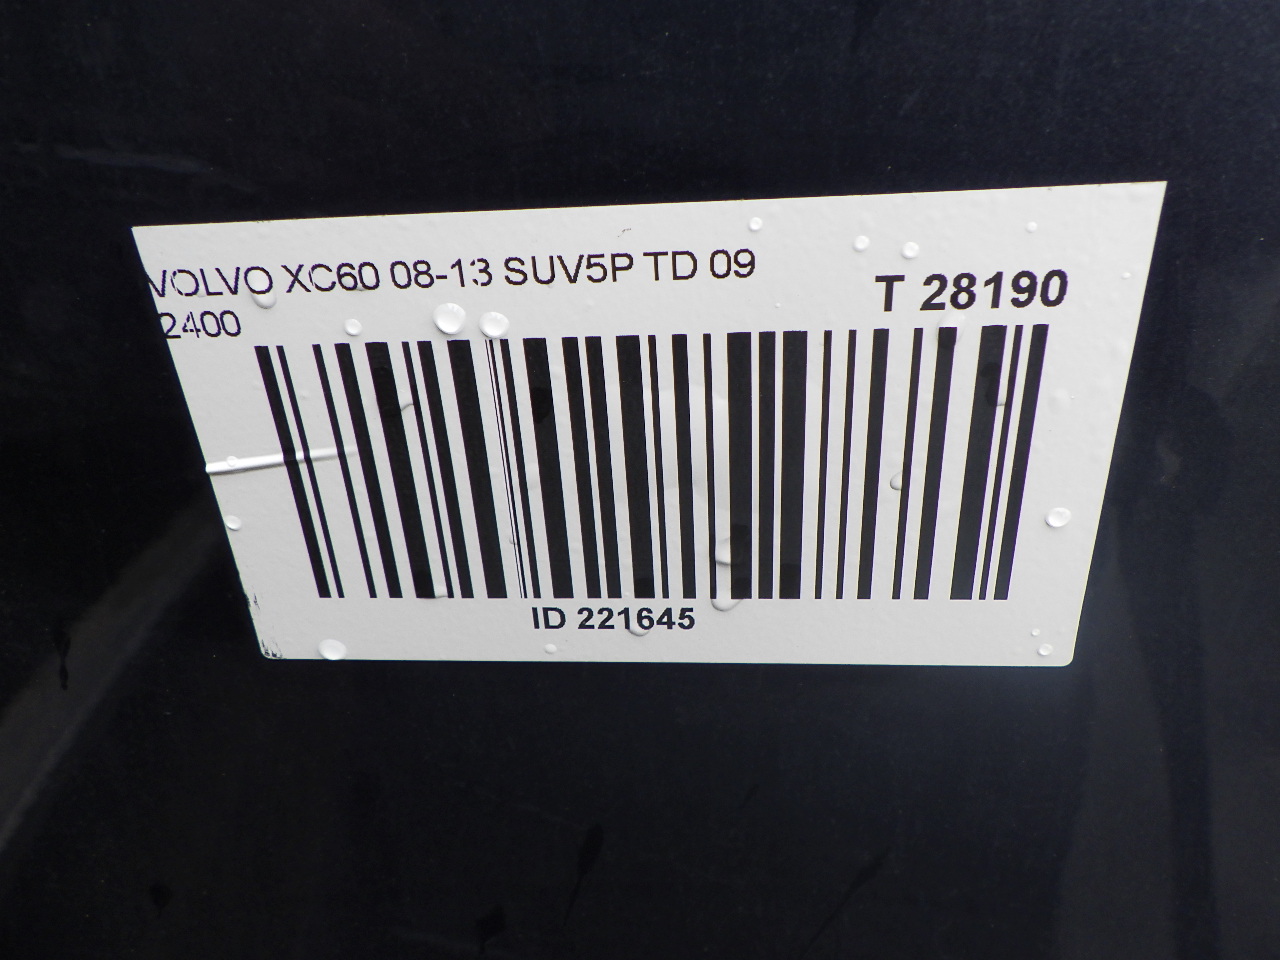 VOLVO XC60 08-13 SUV5P TD 09
2400
T 28190
ID 221645